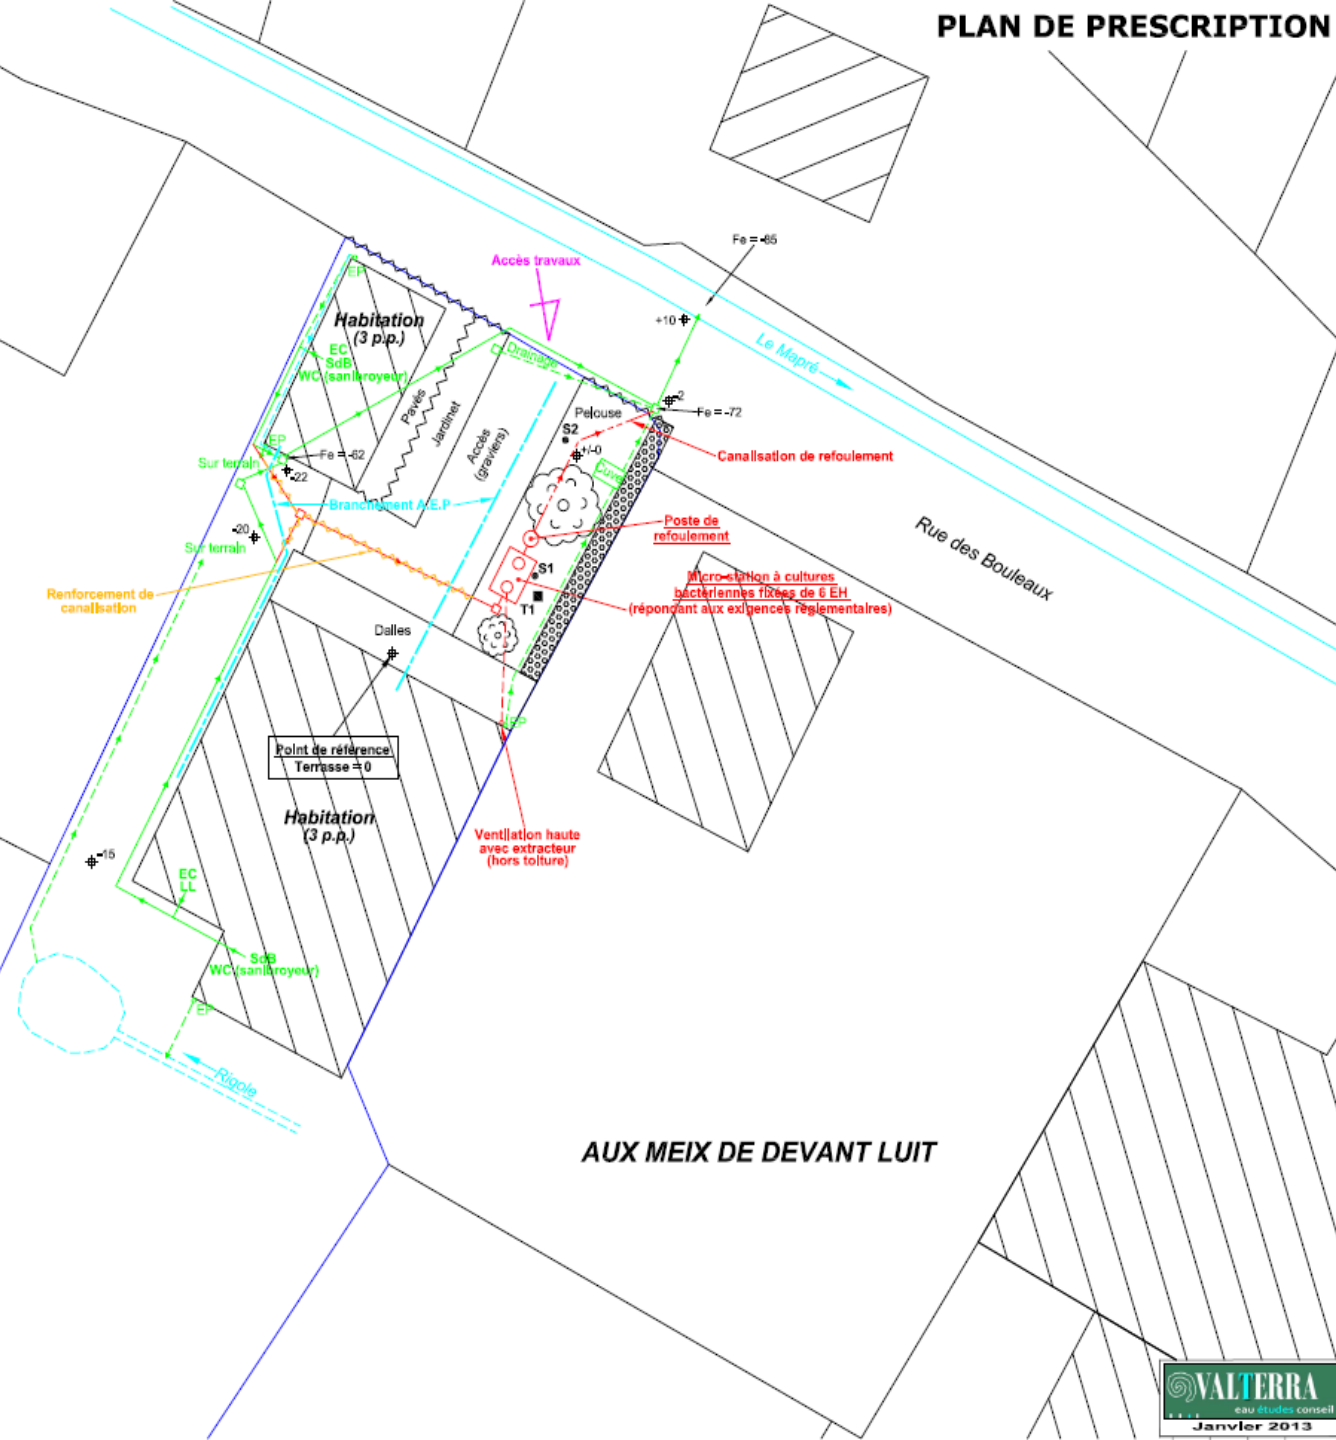 PLAN DE PRESCRIPTION
Fe = -85
Accès travaux
EP
+10
Habitation
(3 p.p.)
Le Mapré
Drainage
EC
SdB
WC (sanibroyeur)
-2
Fe = -72
Pavés
Jardinet
Pelouse
S2
Accès
(graviers)
+/-0
EP
Fe = -62
Canalisation de refoulement
Sur terrain
-22
Cuve
Branchement A.E.P
Rue des Bouleaux
Poste de
refoulement
-20
Sur terrain
S1
Micro-station à cultures
bactériennes fixées de 6 EH
(répondant aux exigences réglementaires)
Renforcement de
canalisation
T1
Dalles
EP
Point de référence
Terrasse = 0
Habitation
(3 p.p.)
Ventilation haute
avec extracteur
(hors toiture)
-15
EC
LL
SdB
WC (sanibroyeur)
EP
Rigole
AUX MEIX DE DEVANT LUIT
VALTERRA
eau études conseil
Janvier 2013